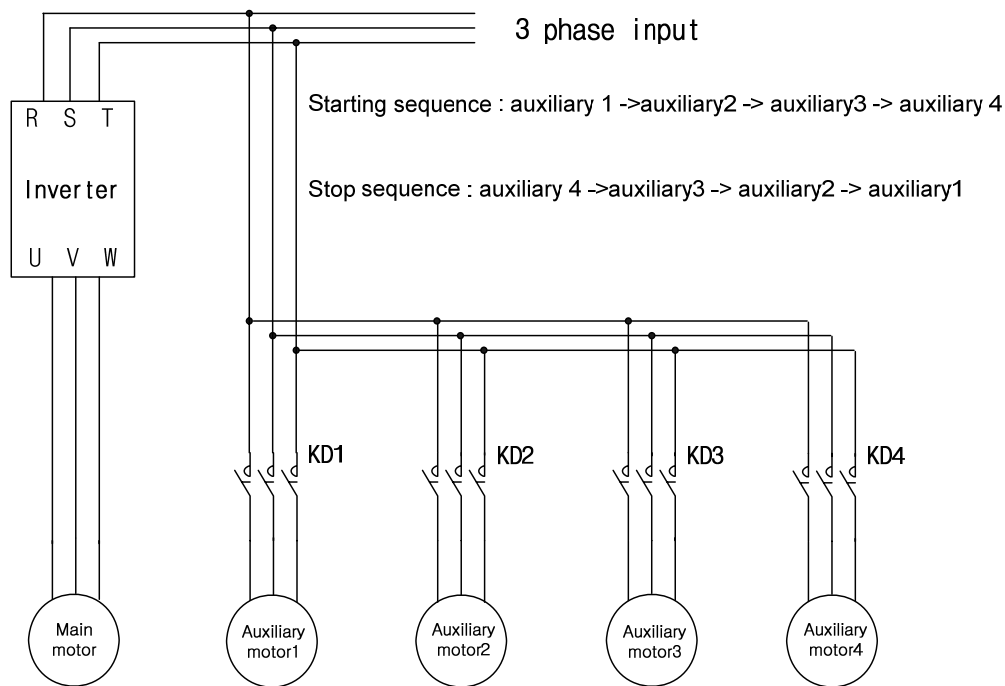 3 phase input
Starting sequence : auxiliary 1 ->auxiliary2 -> auxiliary3 -> auxiliary 4
R S T
Inverter
Stop sequence : auxiliary 4 ->auxiliary3 -> auxiliary2 -> auxiliary1
U V W
KD1
KD2
KD3
KD4
Main
motor
Auxiliary
motor1
Auxiliary
motor2
Auxiliary
motor3
Auxiliary
motor4